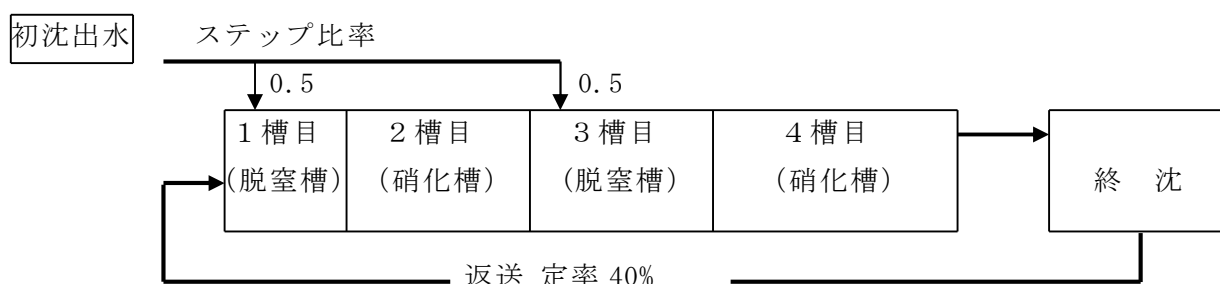 初沈出水
ステップ比率
0.5
0.5
1槽目
(脱窒槽)
2槽目
(硝化槽)
3槽目
(脱窒槽)
4槽目
(硝化槽)
終 沈
返送 定率 40%